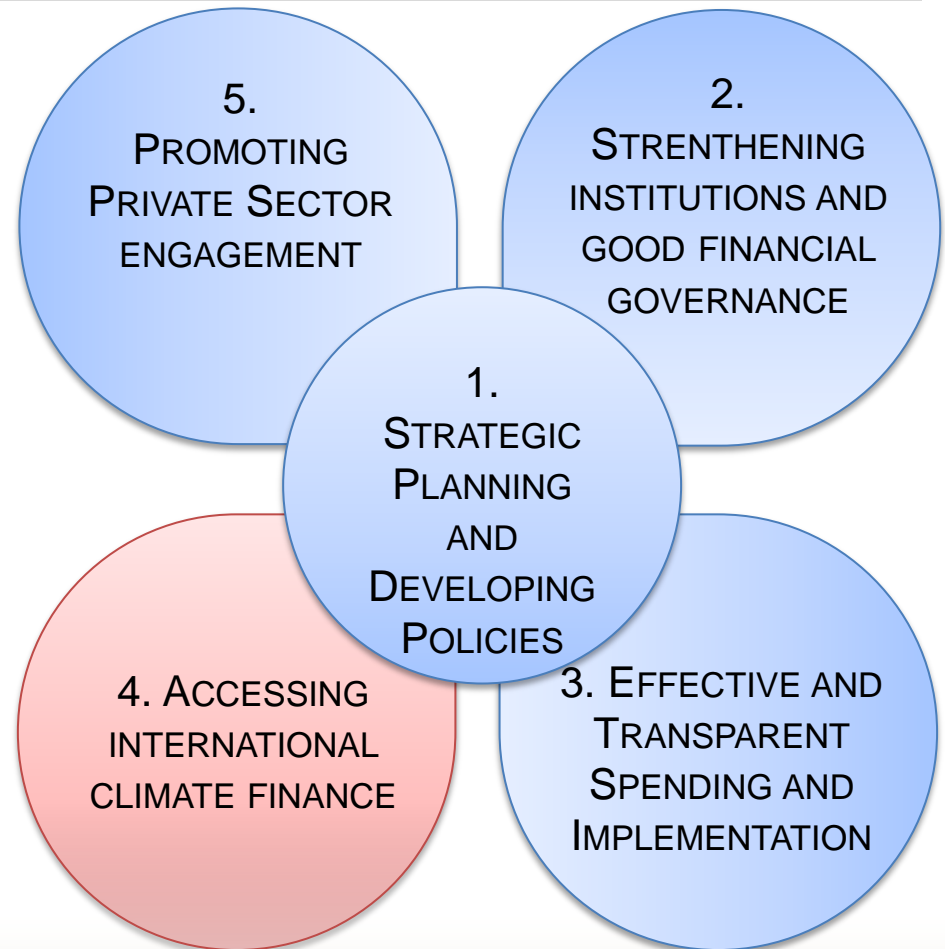 5.
PROMOTING
PRIVATE SECTOR
ENGAGEMENT
2.
STRENTHENING
INSTITUTIONS AND
GOOD FINANCIAL
GOVERNANCE
1.
STRATEGIC
PLANNING
AND
DEVELOPING
POLICIES
4. ACCESSING
INTERNATIONAL
CLIMATE FINANCE
3. EFFECTIVE AND
TRANSPARENT
SPENDING AND
IMPLEMENTATION